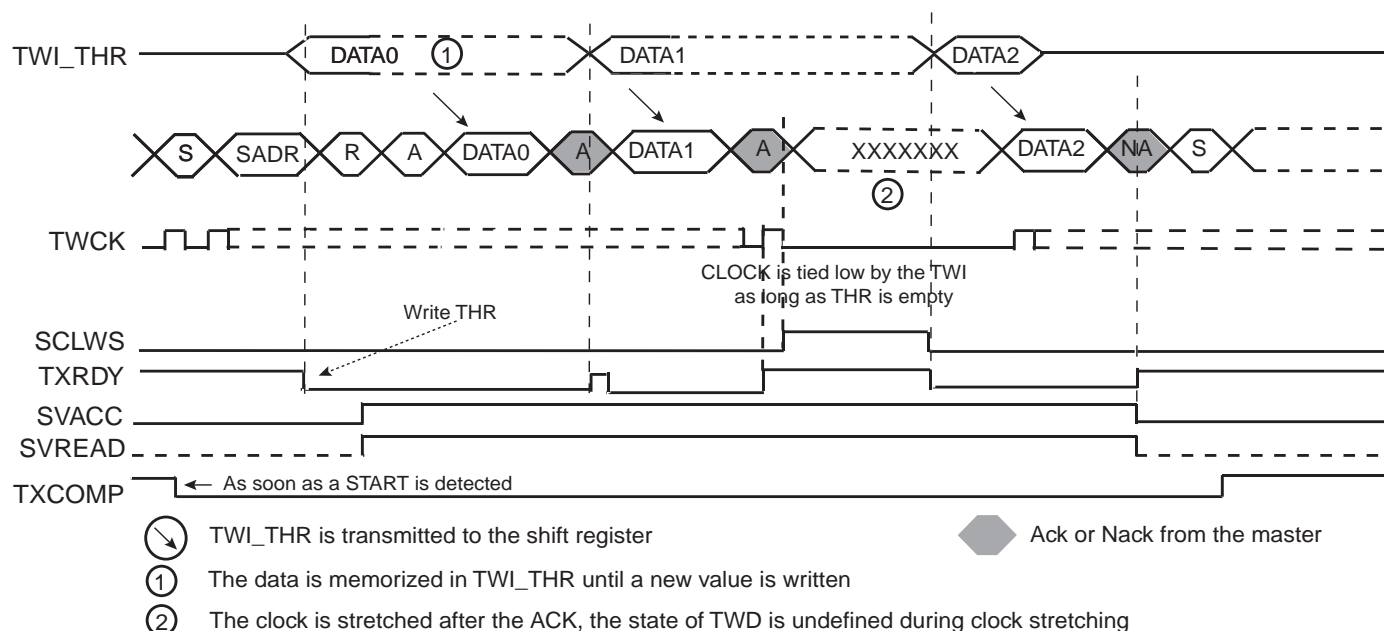 TWI_THR DATA0 1 DATA1 DATA2
S SADR R A DATA0 A DATA1 A XXXXXXX DATA2 NA S
2
TWCK
CLOCK is tied low by the TWI
as long as THR is empty
Write THR
SCLWS
TXRDY
SVACC
SVREAD
TXCOMP As soon as a START is detected
TWI_THR is transmitted to the shift register Ack or Nack from the master
1 The data is memorized in TWI_THR until a new value is written
2 The clock is stretched after the ACK, the state of TWD is undefined during clock stretching